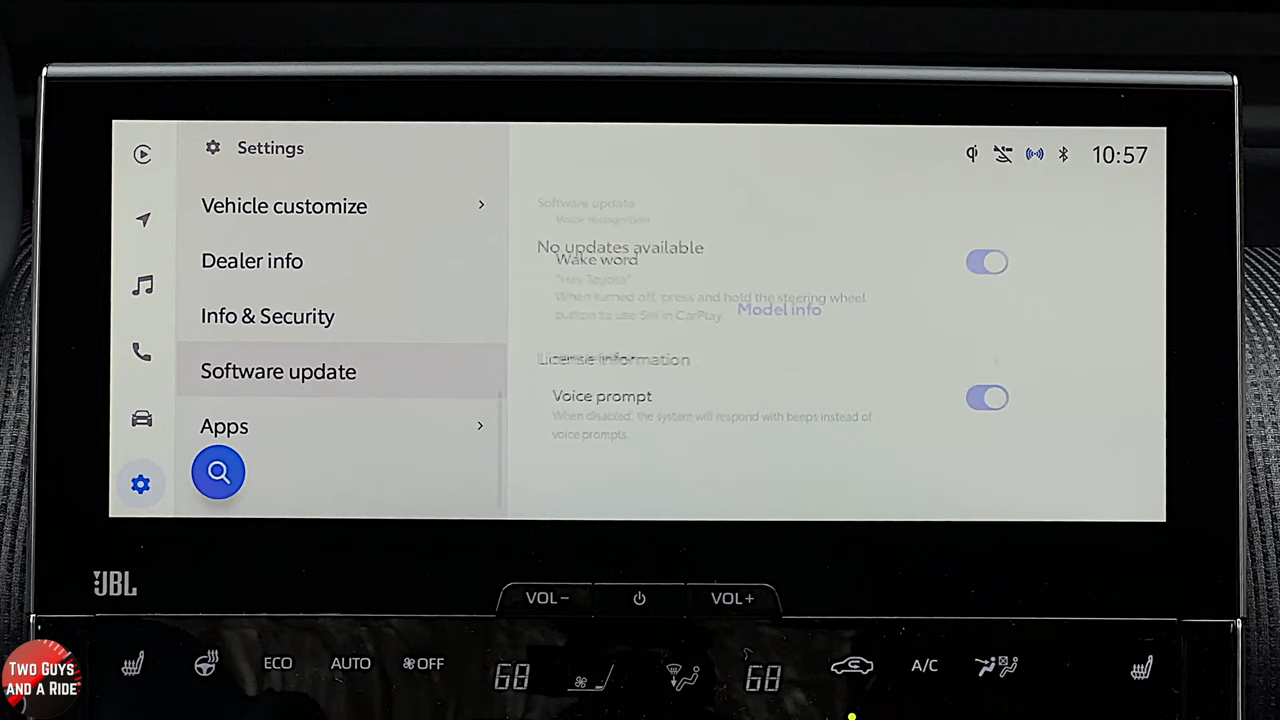 Settings
10:57
Vehicle customize
Dealer info
Info & Security
Software update
Apps
Software update
Voice recognition
No updates available
Wake word
"Hey Toyota"
When turned off, press and hold the steering wheel
button to use Siri in CarPlay.
Model info
License information
Voice prompt
When disabled, the system will respond with beeps instead of
voice prompts.
JBL
VOL-
VOL+
ECO
AUTO
OFF
68
68
A/C
TWO GUYS
AND A RIDE